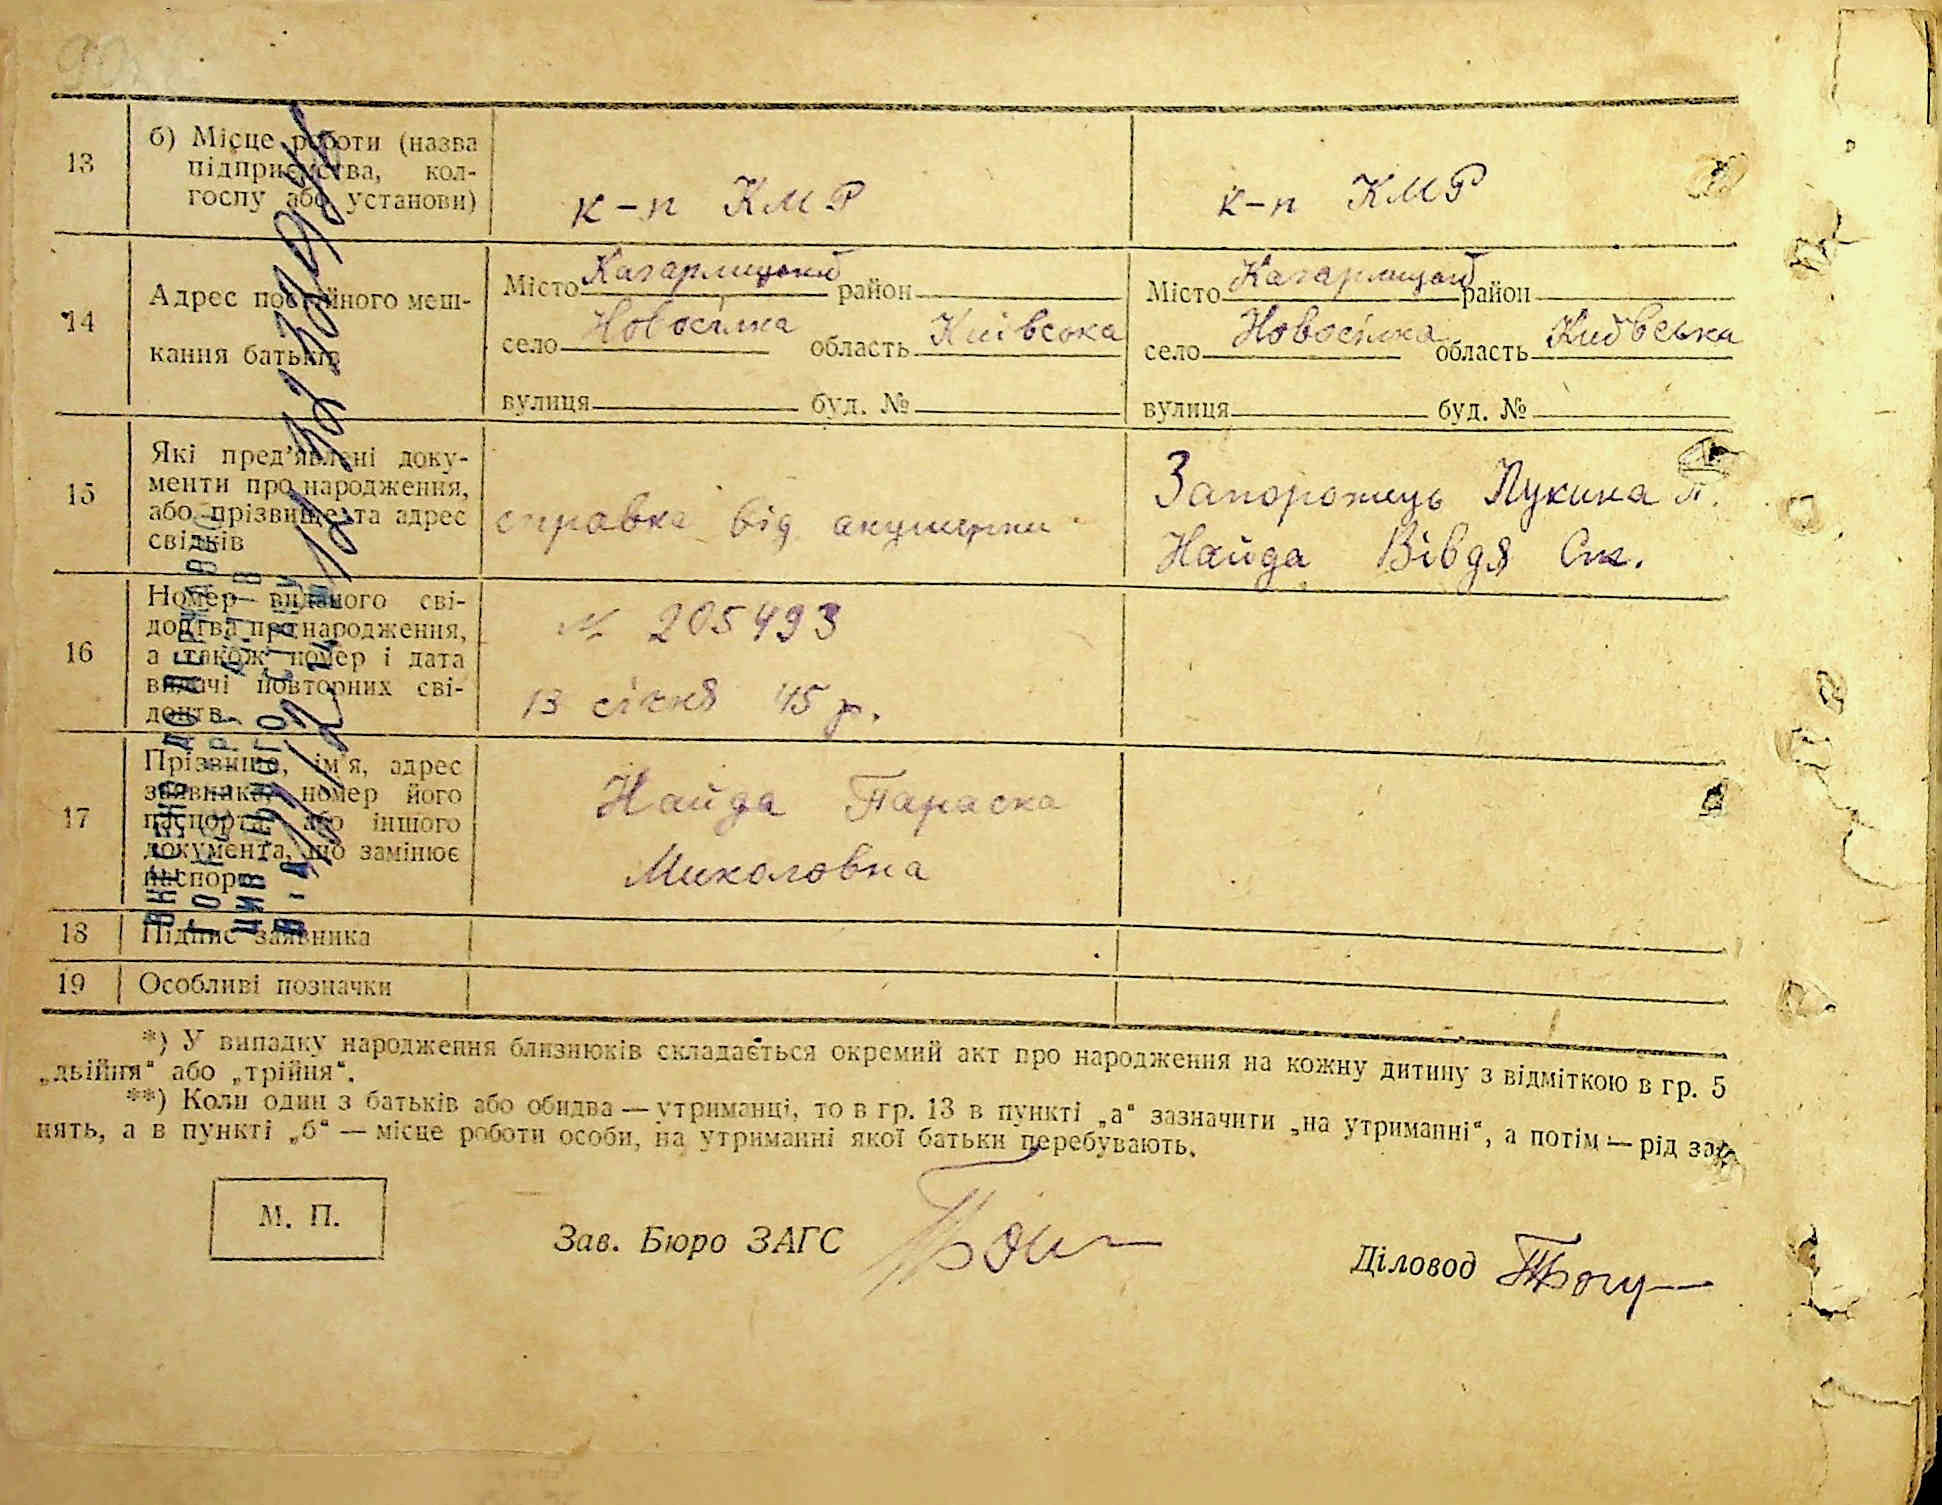 13
б) Місце роботи (назва
підприємства, кол-
госпу або установи)
к-п КМР
к-п КМР
14
Адрес постійного меш-
кання батьків
Місто Кагарлицький район
село Новосілка область Київська
вулиця буд. №
Місто Кагарлицький район
село Новосілка область Київська
вулиця буд. №
15
Які пред'явлені доку-
менти про народження,
або прізвище та адрес
свідків
справка від акушерки
Запорожець Лукина П.
Найда Вівдя Ст.
16
Номер виданого сві-
доцтва про народження,
а також номер і дата
видачі повторних сві-
доцтв
№ 205493
13 січня 45 р.
17
Прізвище, ім'я, адрес
заявника, номер його
паспорта, або іншого
документа, що замінює
паспорт
Найда Параска
Миколовна
18
Підпис заявника
19
Особливі позначки
*) У випадку народження близнюків складається окремий акт про народження на кожну дитину з відміткою в гр. 5
„двійня“ або „трійня“.
**) Коли один з батьків або обидва — утриманці, то в гр. 13 в пункті „а“ зазначити „на утриманні“, а потім — рід за
нять, а в пункті „б“ — місце роботи особи, на утриманні якої батьки перебувають.
М. П.
Зав. Бюро ЗАГС
Діловод